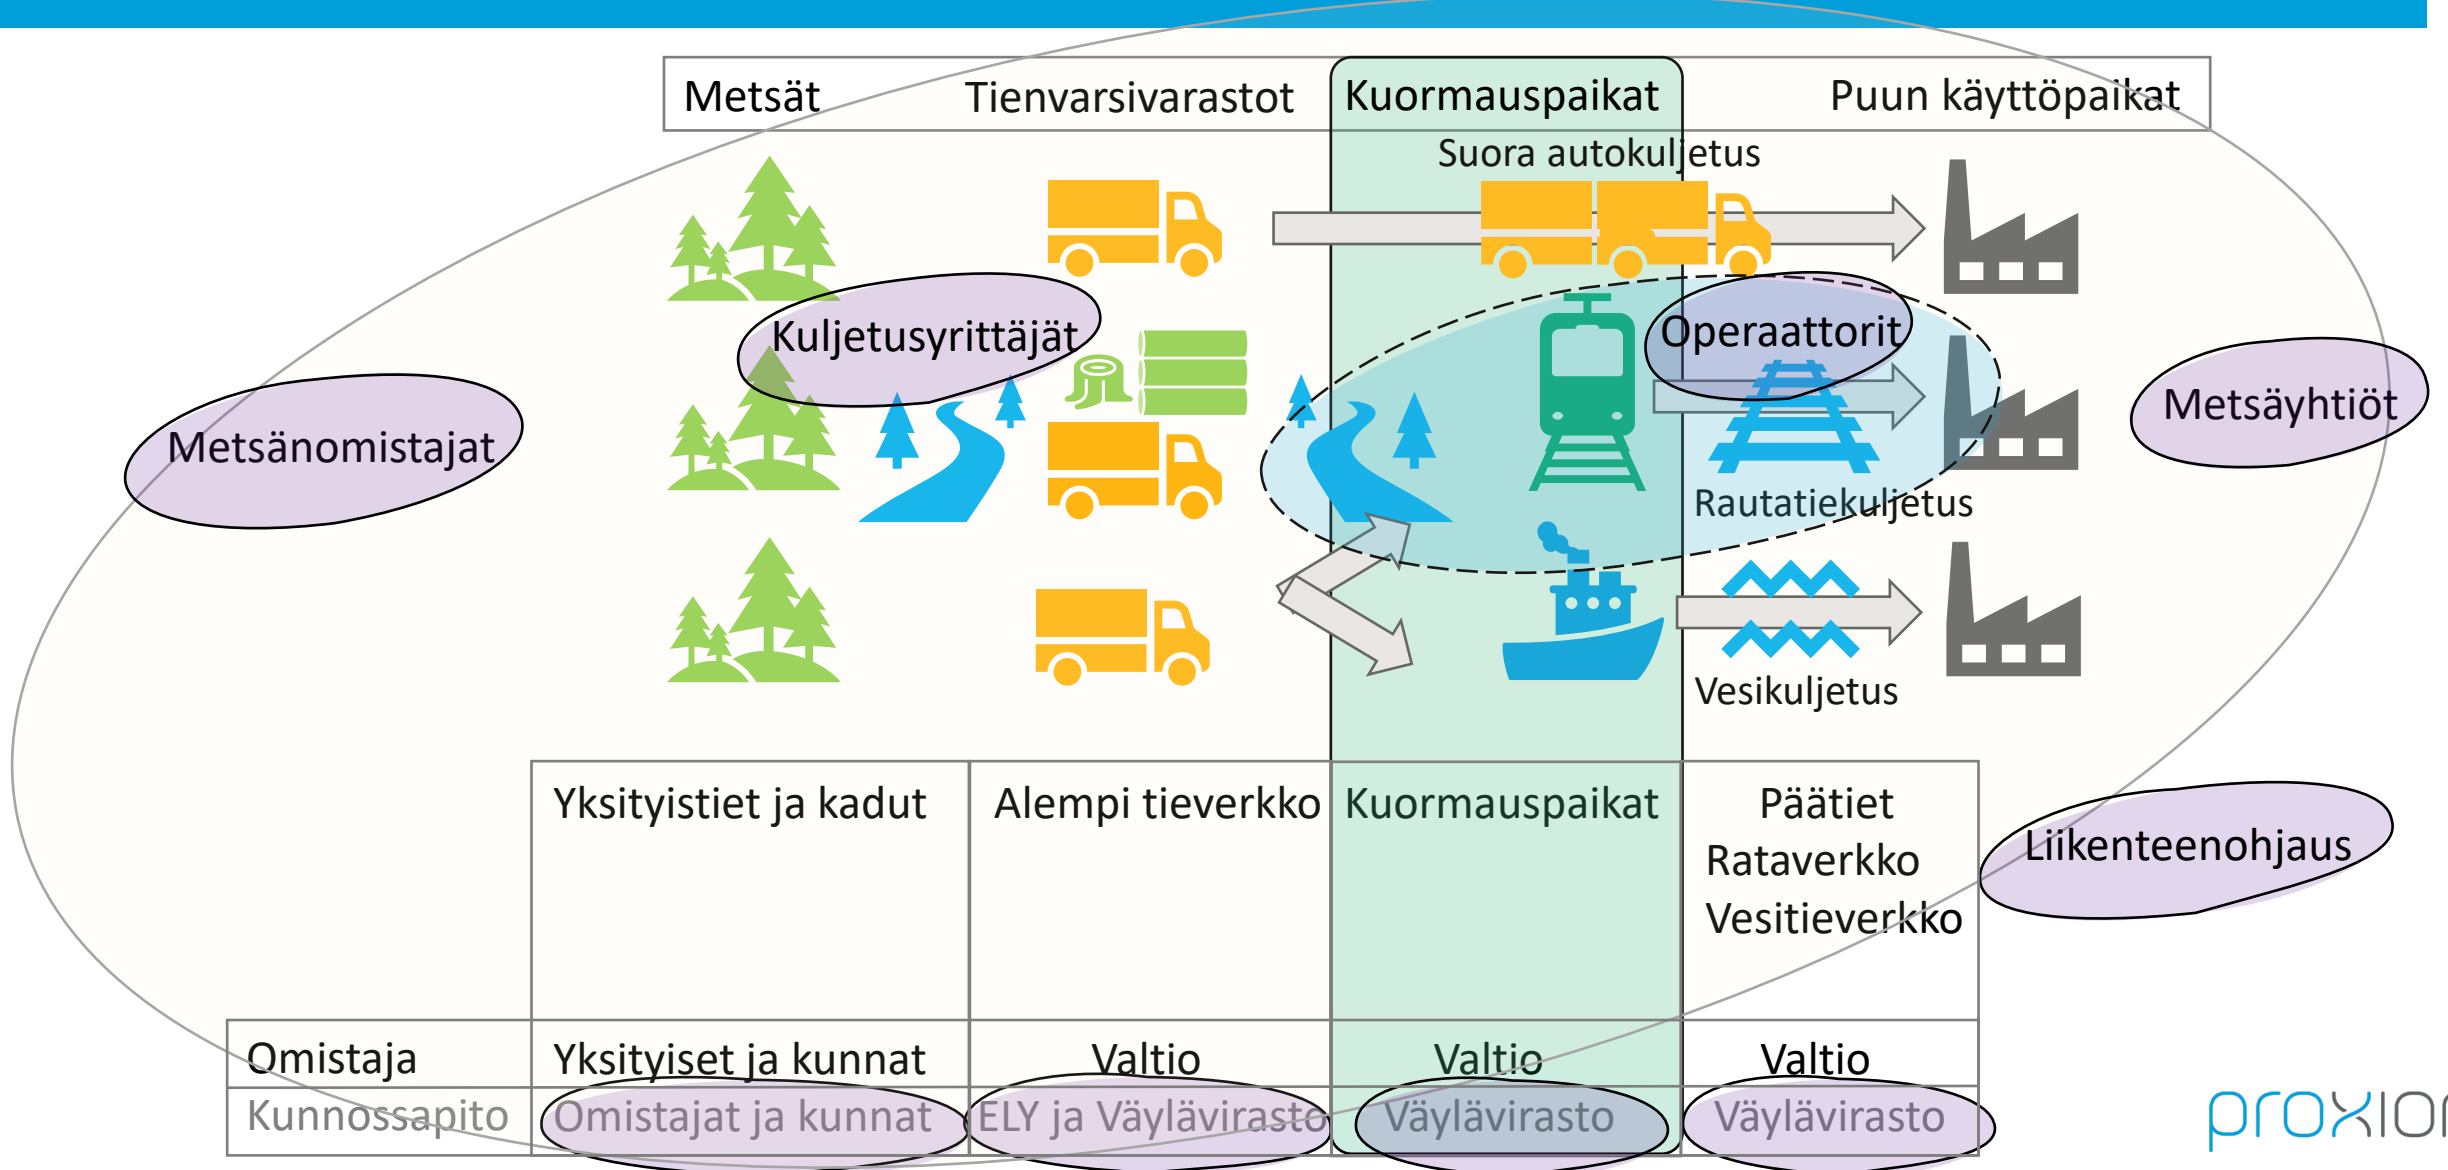 Metsät
Tienvarsivarastot
Kuormauspaikat
Puun käyttöpaikat
Suora autokuljetus
Kuljetusyrittäjät
Operaattorit
Metsänomistajat
Metsäyhtiöt
Rautatiekuljetus
Vesikuljetus
Yksityistiet ja kadut
Alempi tieverkko
Kuormauspaikat
Päätiet
Rataverkko
Vesitieverkko
Liikenteenohjaus
Omistaja
Yksityiset ja kunnat
Valtio
Valtio
Valtio
Kunnossapito
Omistajat ja kunnat
ELY ja Väylävirasto
Väylävirasto
Väylävirasto